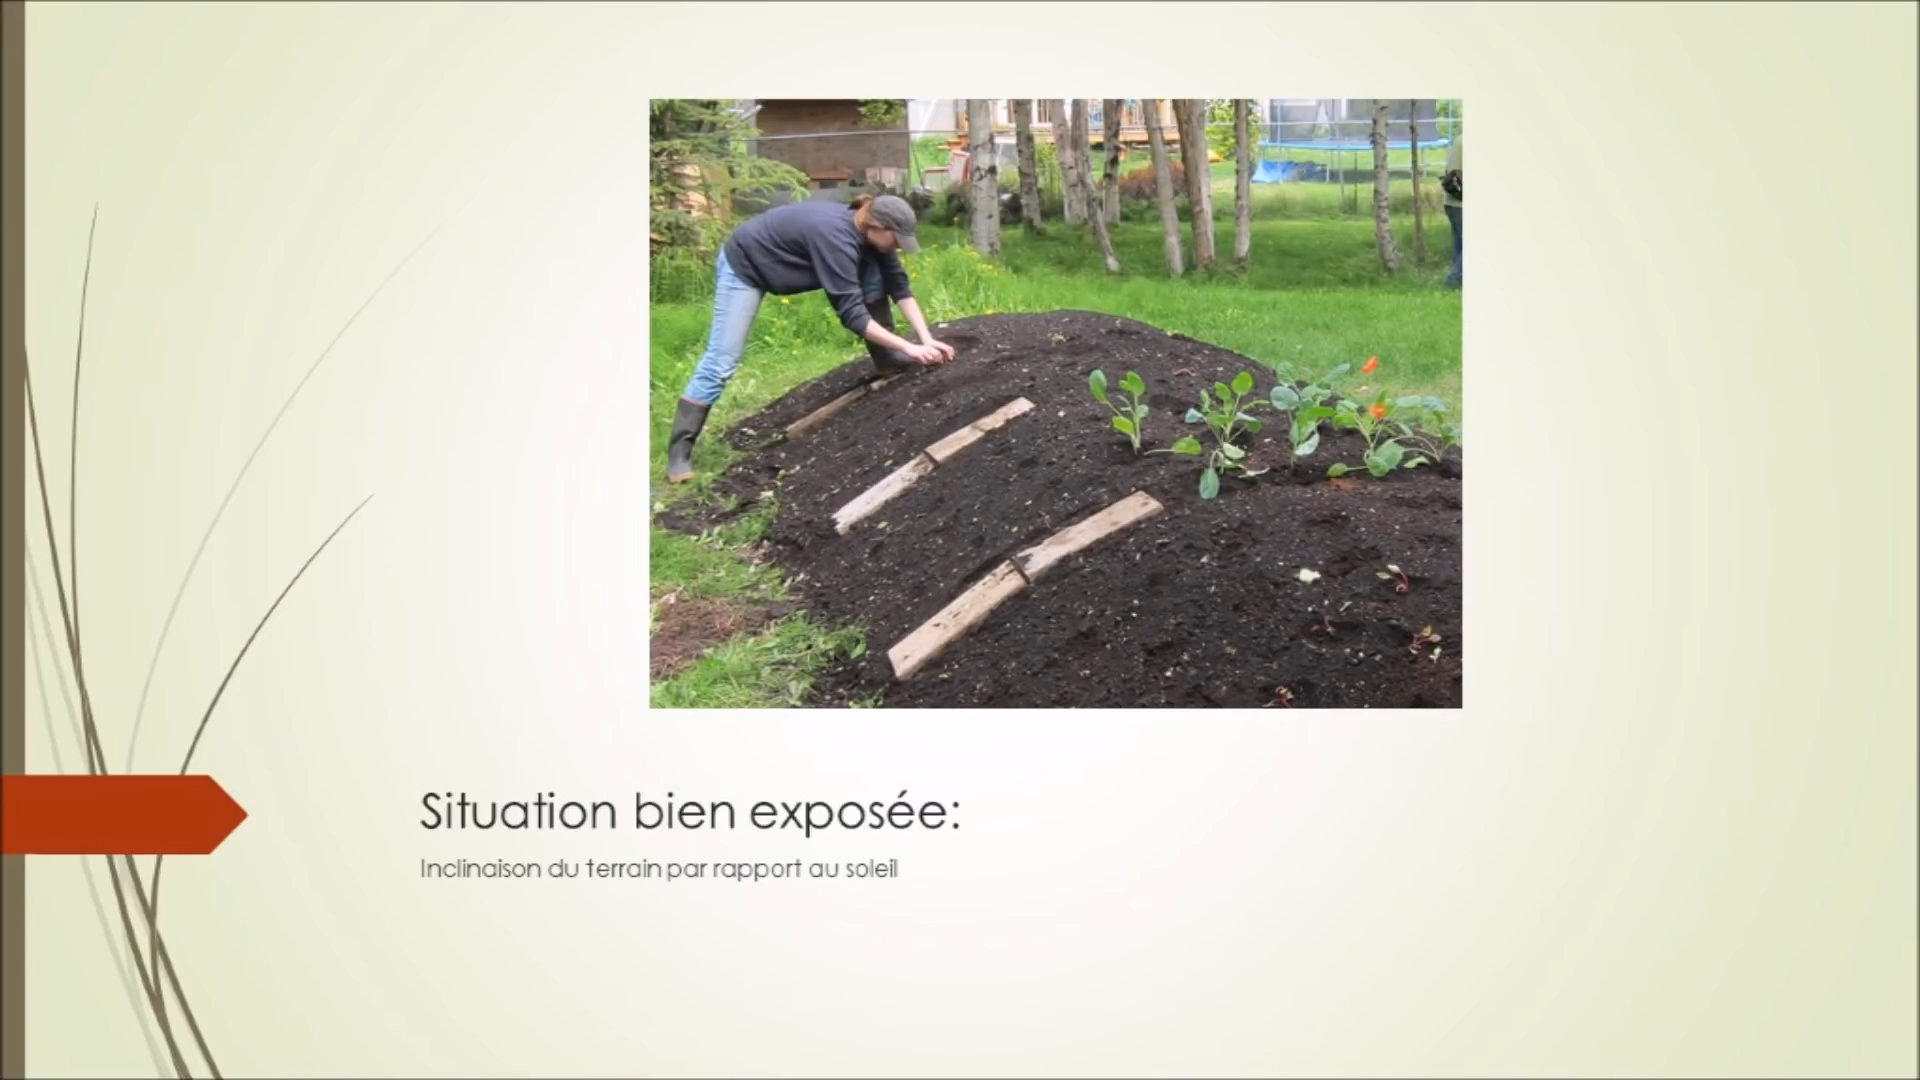 Situation bien exposée:
Inclinaison du terrain par rapport au soleil